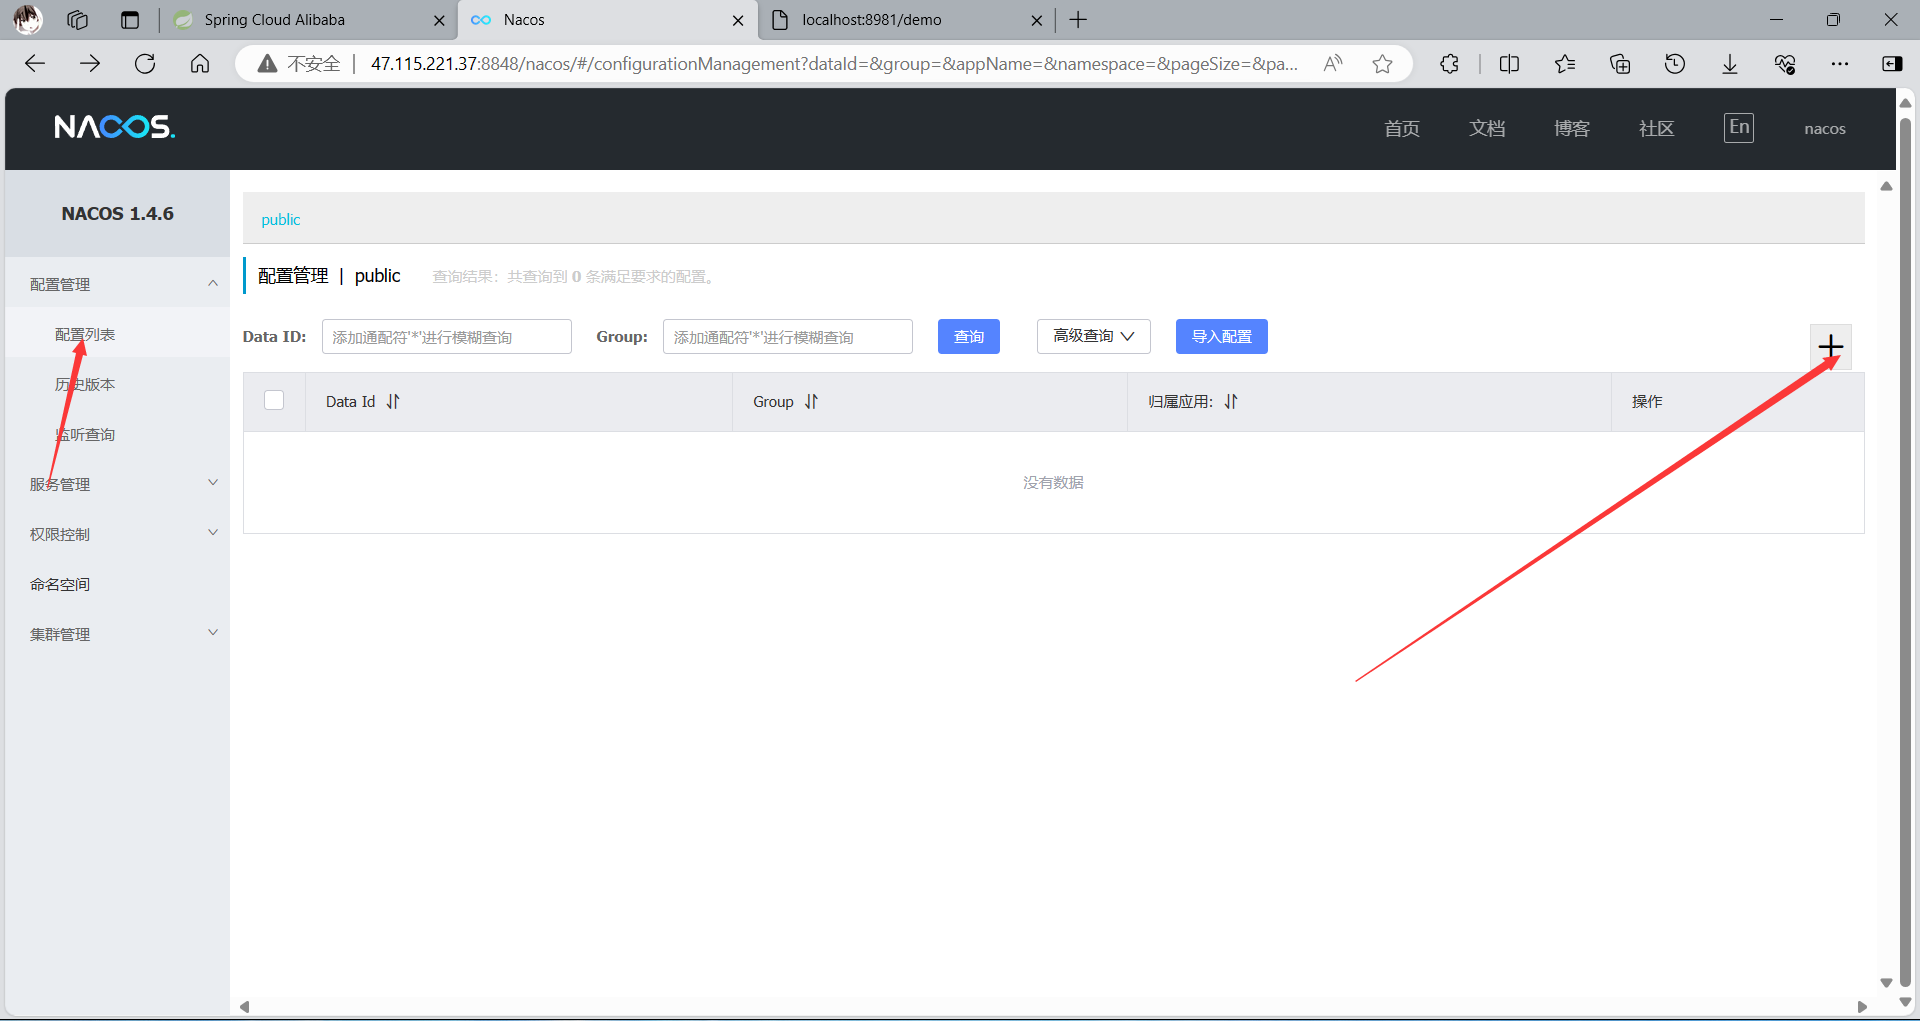 Spring Cloud Alibaba
Nacos
localhost:8981/demo
不安全
47.115.221.37:8848/nacos/#/configurationManagement?dataId=&group=&appName=&namespace=&pageSize=&pa...
NACOS.
首页
文档
博客
社区
En
nacos
NACOS 1.4.6
配置管理
配置列表
历史版本
监听查询
服务管理
权限控制
命名空间
集群管理
public
配置管理 | public 查询结果：共查询到 0 条满足要求的配置。
Data ID: 添加通配符'*'进行模糊查询 Group: 添加通配符'*'进行模糊查询 查询 高级查询 导入配置
Data Id Group 归属应用: 操作
没有数据